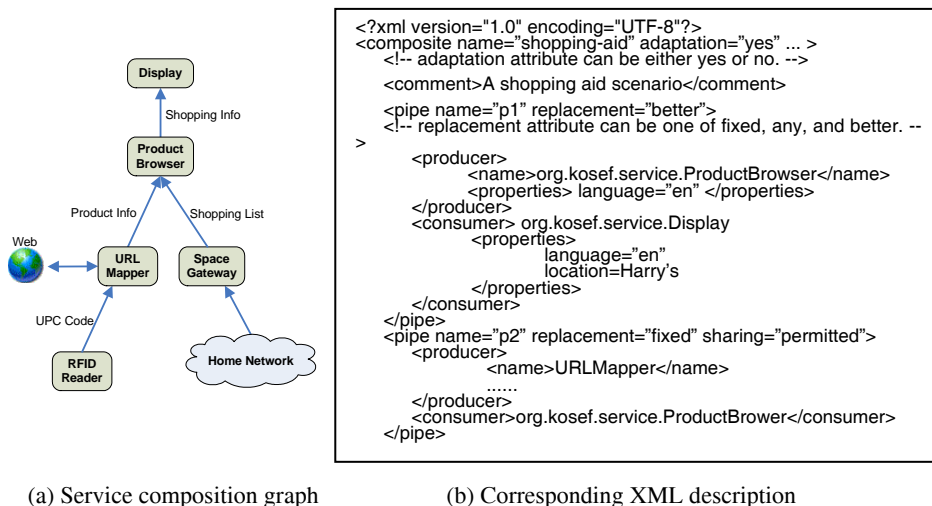 Display
Shopping Info
Product
Browser
Product Info
Shopping List
Web
URL
Mapper
Space
Gateway
UPC Code
RFID
Reader
Home Network
<?xml version="1.0" encoding="UTF-8"?>
<composite name=”shopping-aid” adaptation=”yes” ... >
<!-- adaptation attribute can be either yes or no. -->
<comment>A shopping aid scenario</comment>
<pipe name=”p1” replacement=”better”>
<!-- replacement attribute can be one of fixed, any, and better. --
>
<producer>
<name>org.kosef.service.ProductBrowser</name>
<properties> language=”en” </properties>
</producer>
<consumer> org.kosef.service.Display
<properties>
language=”en”
location=Harry’s
</properties>
</consumer>
</pipe>
<pipe name=”p2” replacement=”fixed” sharing=”permitted”>
<producer>
<name>URLMapper</name>
......
</producer>
<consumer>org.kosef.service.ProductBrower</consumer>
</pipe>
(a) Service composition graph
(b) Corresponding XML description